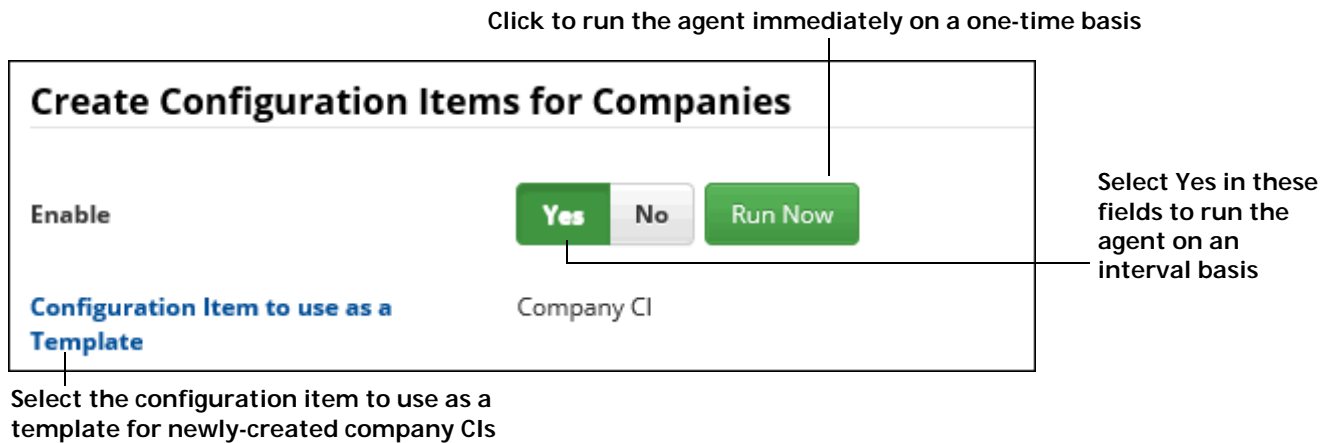 Click to run the agent immediately on a one-time basis
Create Configuration Items for Companies
Enable
Yes No Run Now
Select Yes in these
fields to run the
agent on an
interval basis
Configuration Item to use as a
Template
Company CI
Select the configuration item to use as a
template for newly-created company CIs